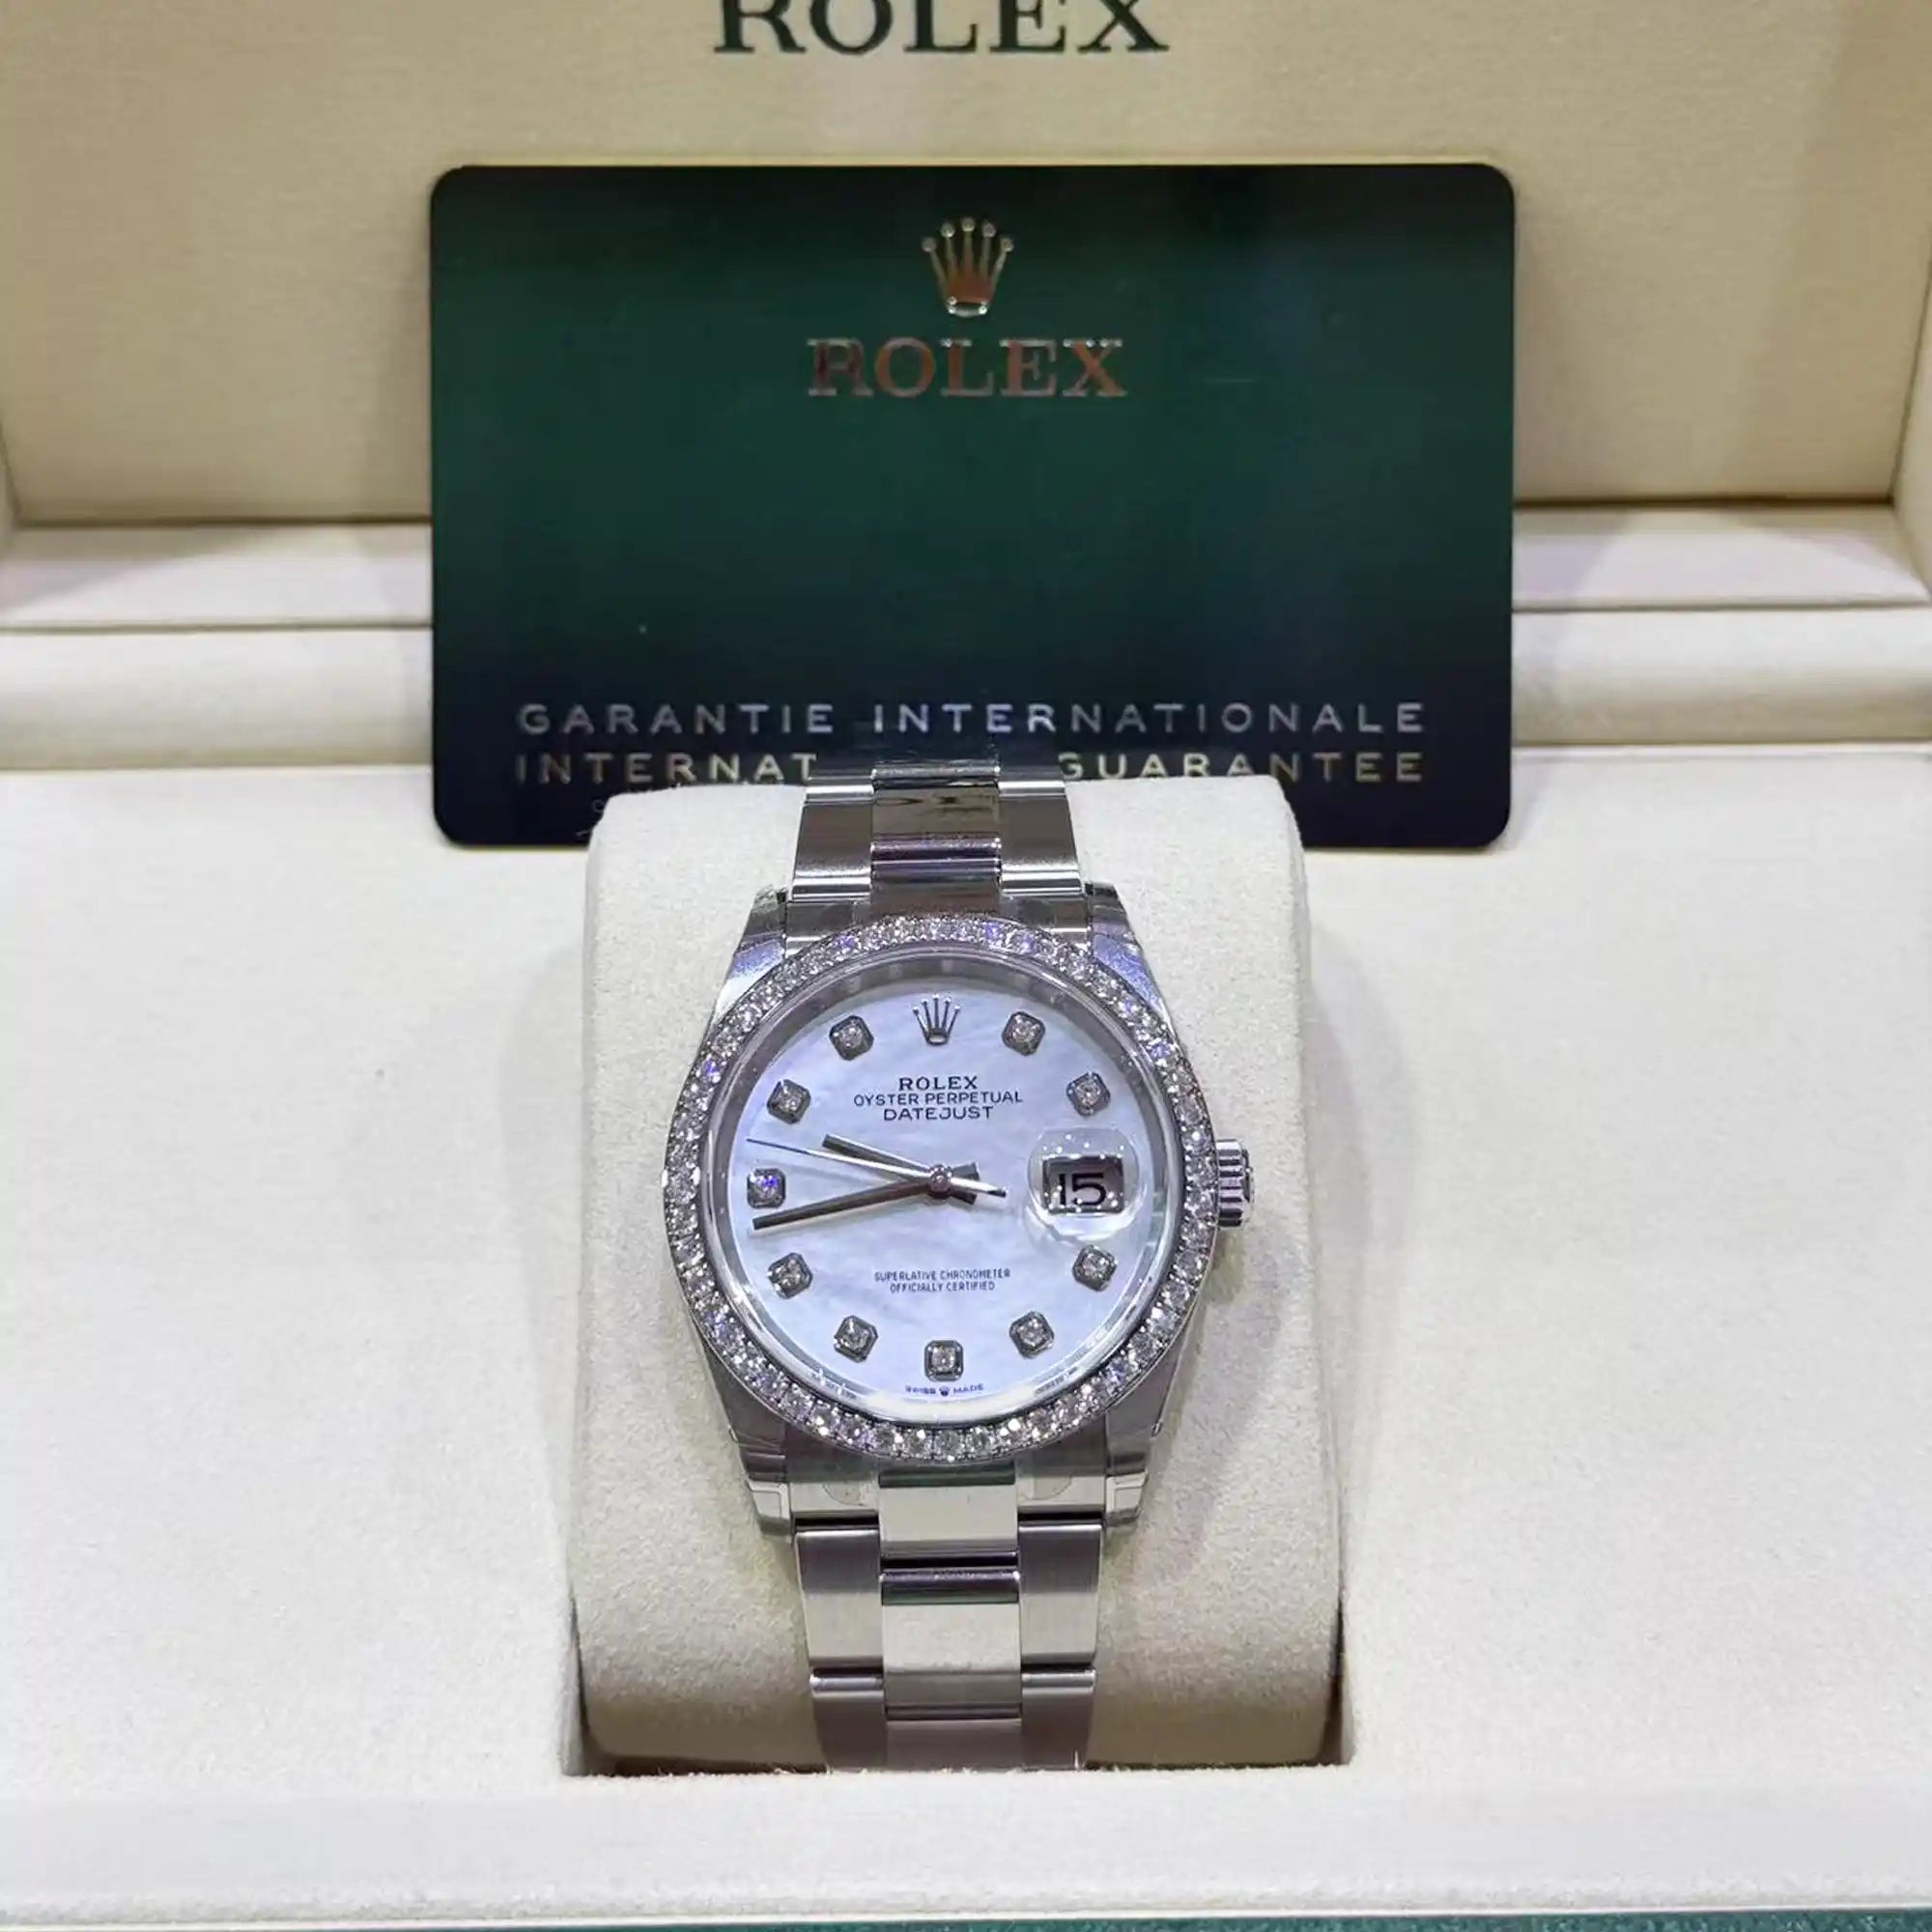 ROLEX
ROLEX
GARANTIE INTERNATIONALE
INTERNAT GUARANTEE
ROLEX
OYSTER PERPETUAL
DATEJUST
15
SUPERLATIVE CHRONOMETER
OFFICIALLY CERTIFIED
SWISS MADE